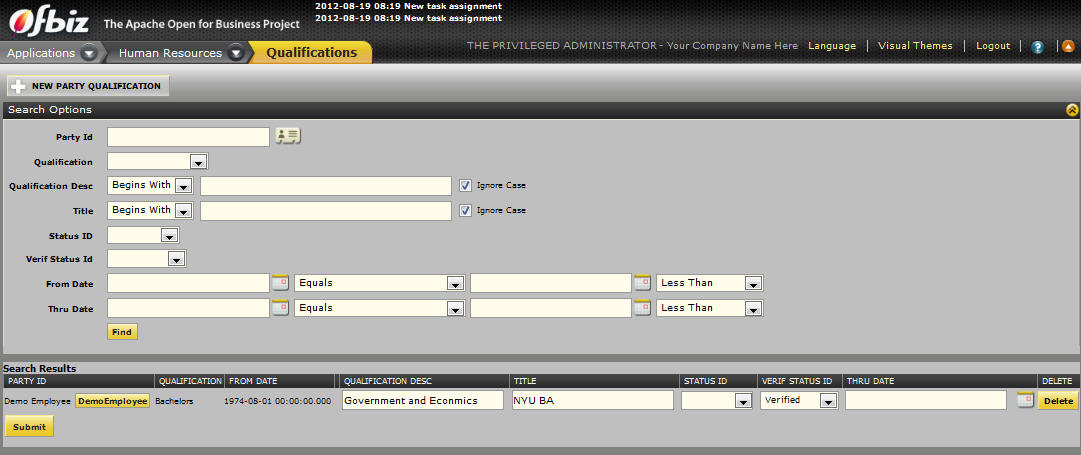 2012-08-19 08:19 New task assignment
2012-08-19 08:19 New task assignment
Ofbiz The Apache Open for Business Project
Applications Human Resources Qualifications THE PRIVILEGED ADMINISTRATOR - Your Company Name Here Language | Visual Themes | Logout | ? |
NEW PARTY QUALIFICATION
Search Options
Party Id
Qualification
Qualification Desc Begins With Ignore Case
Title Begins With Ignore Case
Status ID
Verif Status Id
From Date Equals Less Than
Thru Date Equals Less Than
Find
Search Results
PARTY ID QUALIFICATION FROM DATE QUALIFICATION DESC TITLE STATUS ID VERIF STATUS ID THRU DATE DELETE
Demo Employee DemoEmployee Bachelors 1974-08-01 00:00:00.000 Government and Econmics NYU BA Verified Delete
Submit